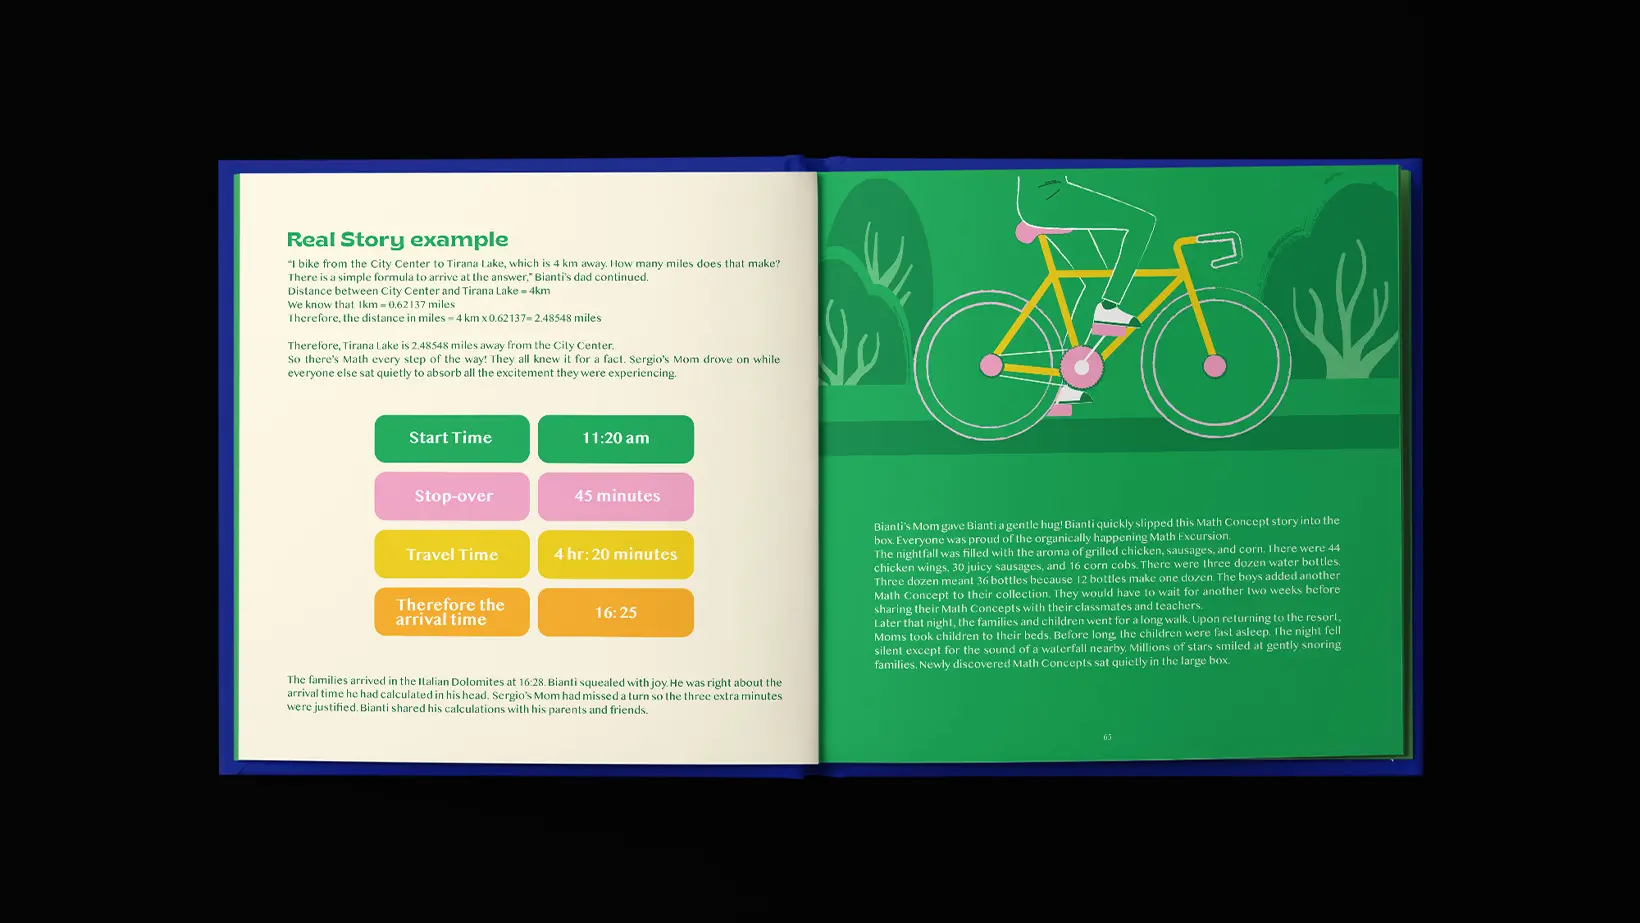 Real Story example
“I bike from the City Center to Tirana Lake, which is 4 km away. How many miles does that make?
There is a simple formula to arrive at the answer,” Bianti’s dad continued.
Distance between City Center and Tirana Lake = 4km
We know that 1km = 0.62137 miles
Therefore, the distance in miles = 4 km x 0.62137= 2.48548 miles
Therefore, Tirana Lake is 2.48548 miles away from the City Center.
So there’s Math every step of the way! They all knew it for a fact. Sergio’s Mom drove on while
everyone else sat quietly to absorb all the excitement they were experiencing.
Start Time 11:20 am
Stop-over 45 minutes
Travel Time 4 hr: 20 minutes
Therefore the
arrival time 16: 25
The families arrived in the Italian Dolomites at 16:28. Bianti squealed with joy. He was right about the
arrival time he had calculated in his head. Sergio’s Mom had missed a turn so the three extra minutes
were justified. Bianti shared his calculations with his parents and friends.
Bianti’s Mom gave Bianti a gentle hug! Bianti quickly slipped this Math Concept story into the
box. Everyone was proud of the organically happening Math Excursion.
The nightfall was filled with the aroma of grilled chicken, sausages, and corn. There were 44
chicken wings, 30 juicy sausages, and 16 corn cobs. There were three dozen water bottles.
Three dozen meant 36 bottles because 12 bottles make one dozen. The boys added another
Math Concept to their collection. They would have to wait for another two weeks before
sharing their Math Concepts with their classmates and teachers.
Later that night, the families and children went for a long walk. Upon returning to the resort,
Moms took children to their beds. Before long, the children were fast asleep. The night fell
silent except for the sound of a waterfall nearby. Millions of stars smiled at gently snoring
families. Newly discovered Math Concepts sat quietly in the large box.
65